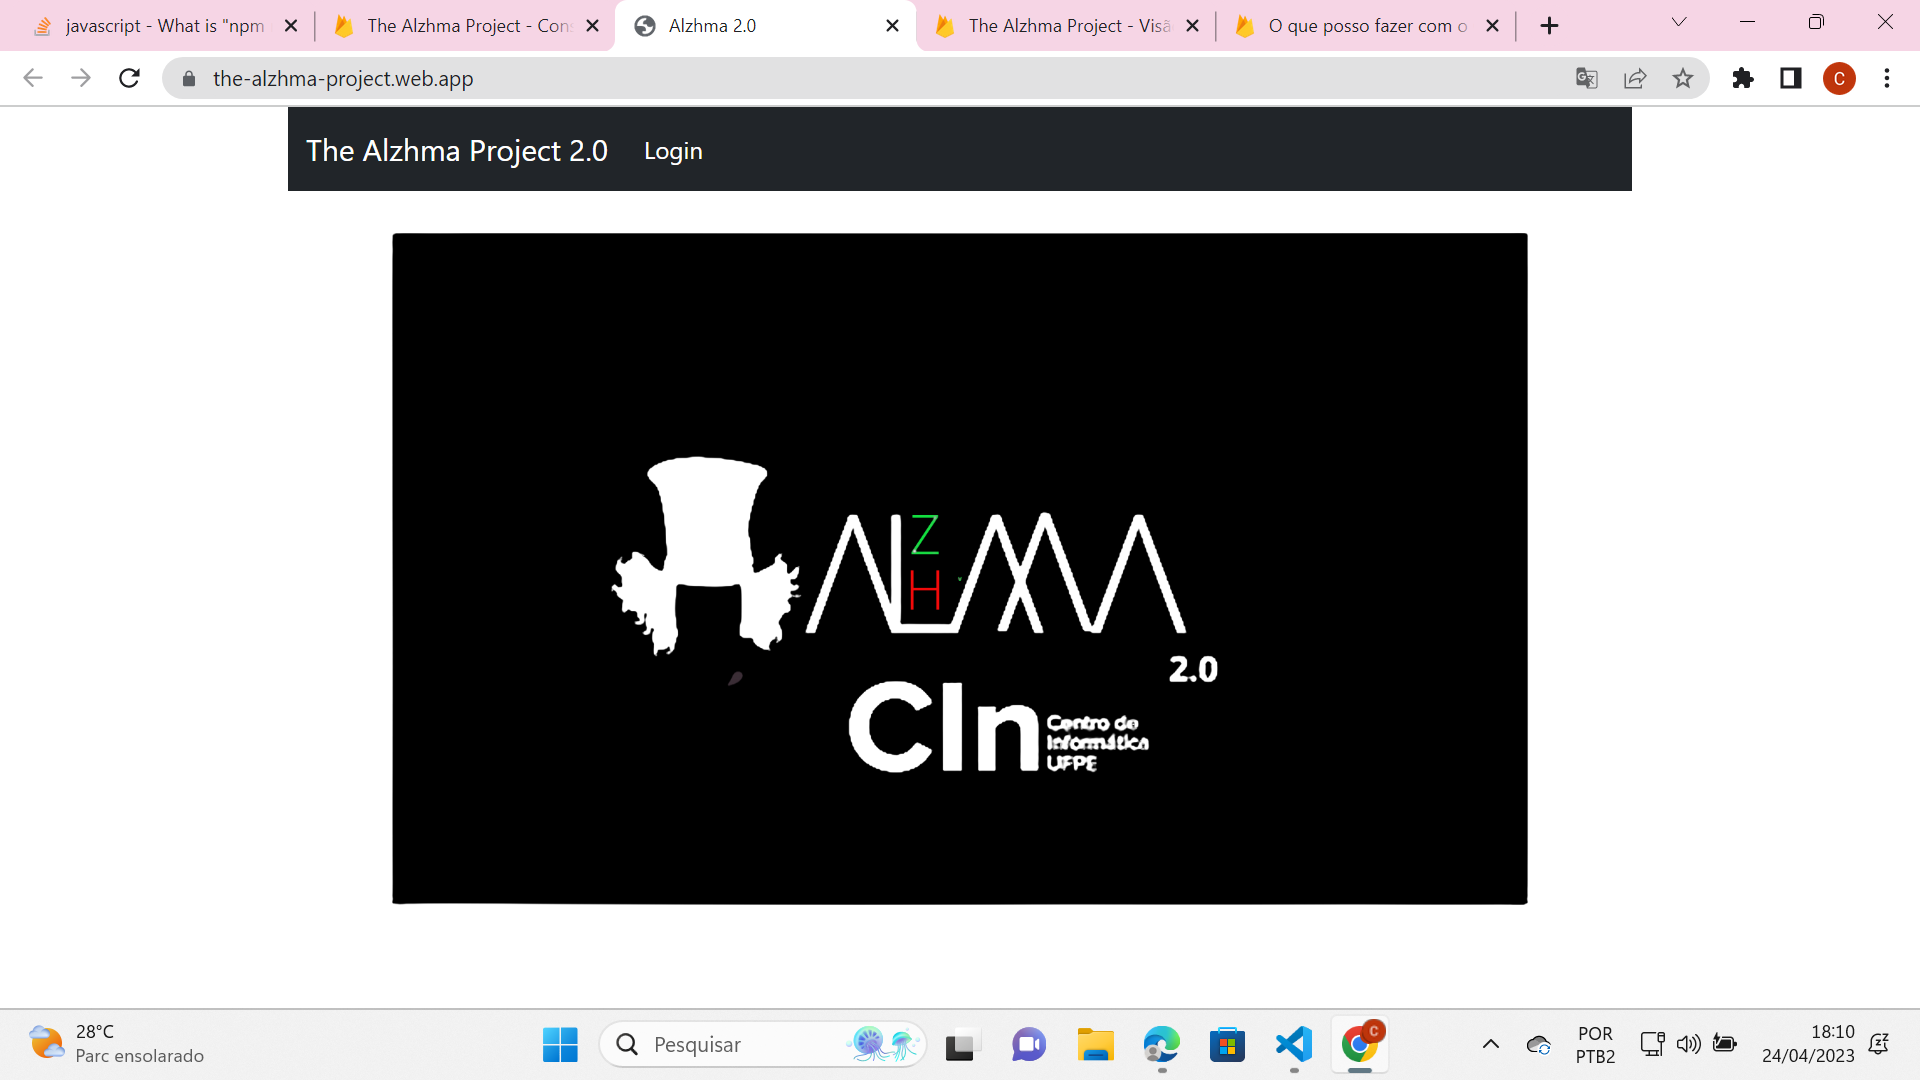 javascript - What is "npm
The Alzhma Project - Con
Alzhma 2.0
The Alzhma Project - Vis
O que posso fazer com o
the-alzhma-project.web.app
C
The Alzhma Project 2.0 Login
ALZHMA
2.0
CIn
Centro de
Informática
UFPE
28°C
Parc ensolarado
Pesquisar
C
POR
PTB2
18:10
24/04/2023